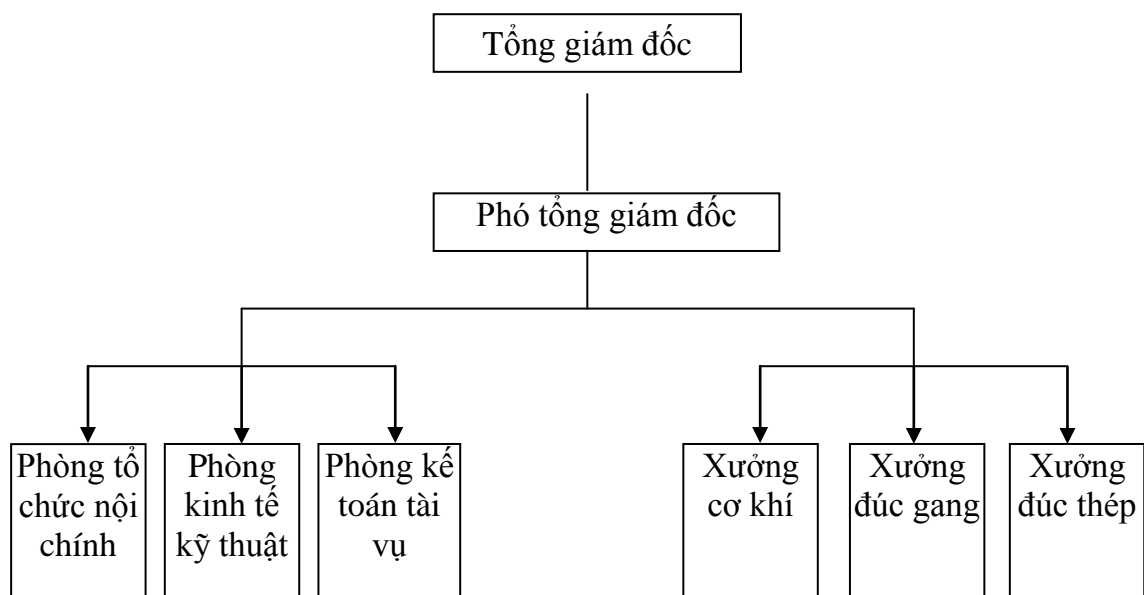 Tổng giám đốc
Phó tổng giám đốc
Phòng tổ
chức nội
chính
Phòng
kinh tế
kỹ thuật
Phòng kế
toán tài
vụ
Xưởng
cơ khí
Xưởng
đúc gang
Xưởng
đúc thép